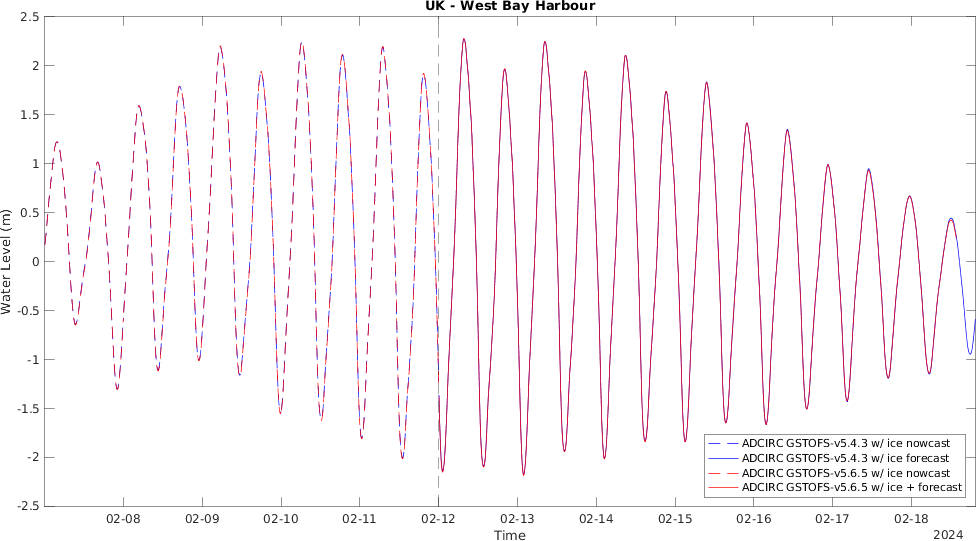 UK - West Bay Harbour
2.5
2
1.5
1
0.5
0
-0.5
-1
-1.5
-2
-2.5
Water Level (m)
ADCIRC GSTOFS-v5.4.3 w/ ice nowcast
ADCIRC GSTOFS-v5.4.3 w/ ice forecast
ADCIRC GSTOFS-v5.6.5 w/ ice nowcast
ADCIRC GSTOFS-v5.6.5 w/ ice + forecast
02-08 02-09 02-10 02-11 02-12 02-13 02-14 02-15 02-16 02-17 02-18
Time
2024